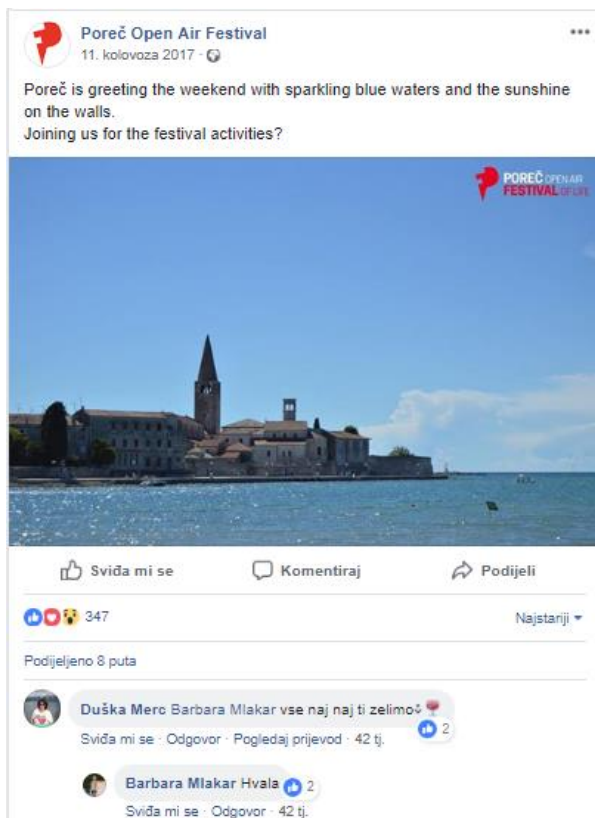 Poreč Open Air Festival
11. kolovoza 2017 ·
Poreč is greeting the weekend with sparkling blue waters and the sunshine
on the walls.
Joining us for the festival activities?
POREČ OPEN AIR
FESTIVAL OF LIFE
Sviđa mi se Komentiraj Podijeli
347 Najstariji
Podijeljeno 8 puta
Duška Merc Barbara Mlakar vse naj naj ti zelimo
2
Sviđa mi se · Odgovor · Pogledaj prijevod · 42 tj.
Barbara Mlakar Hvala 2
Sviđa mi se · Odgovor · 42 tj.